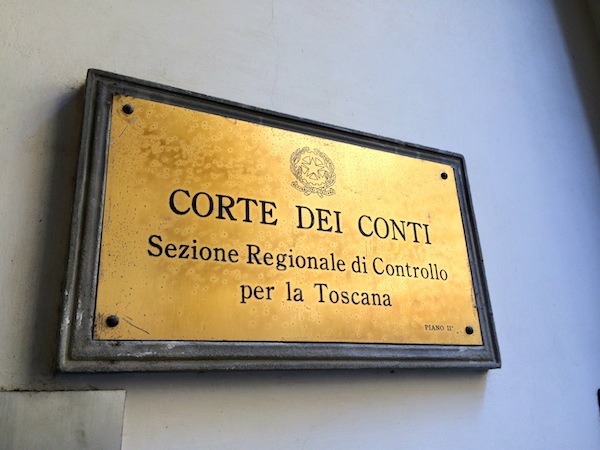 CORTE DEI CONTI
Sezione Regionale di Controllo
per la Toscana
PIANO II°